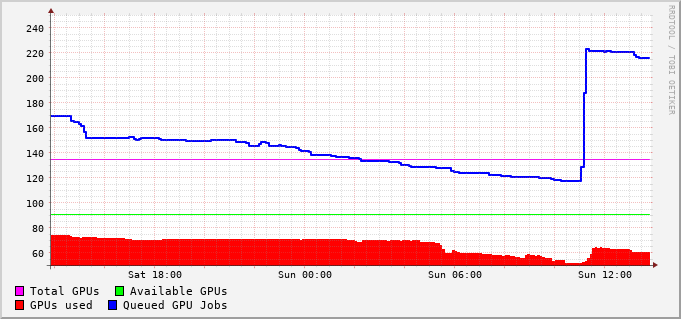 240
220
200
180
160
140
120
100
80
60
Sat 18:00 Sun 00:00 Sun 06:00 Sun 12:00
Total GPUs Available GPUs
GPUs used Queued GPU Jobs
RRDTOOL / TOBI OETIKER